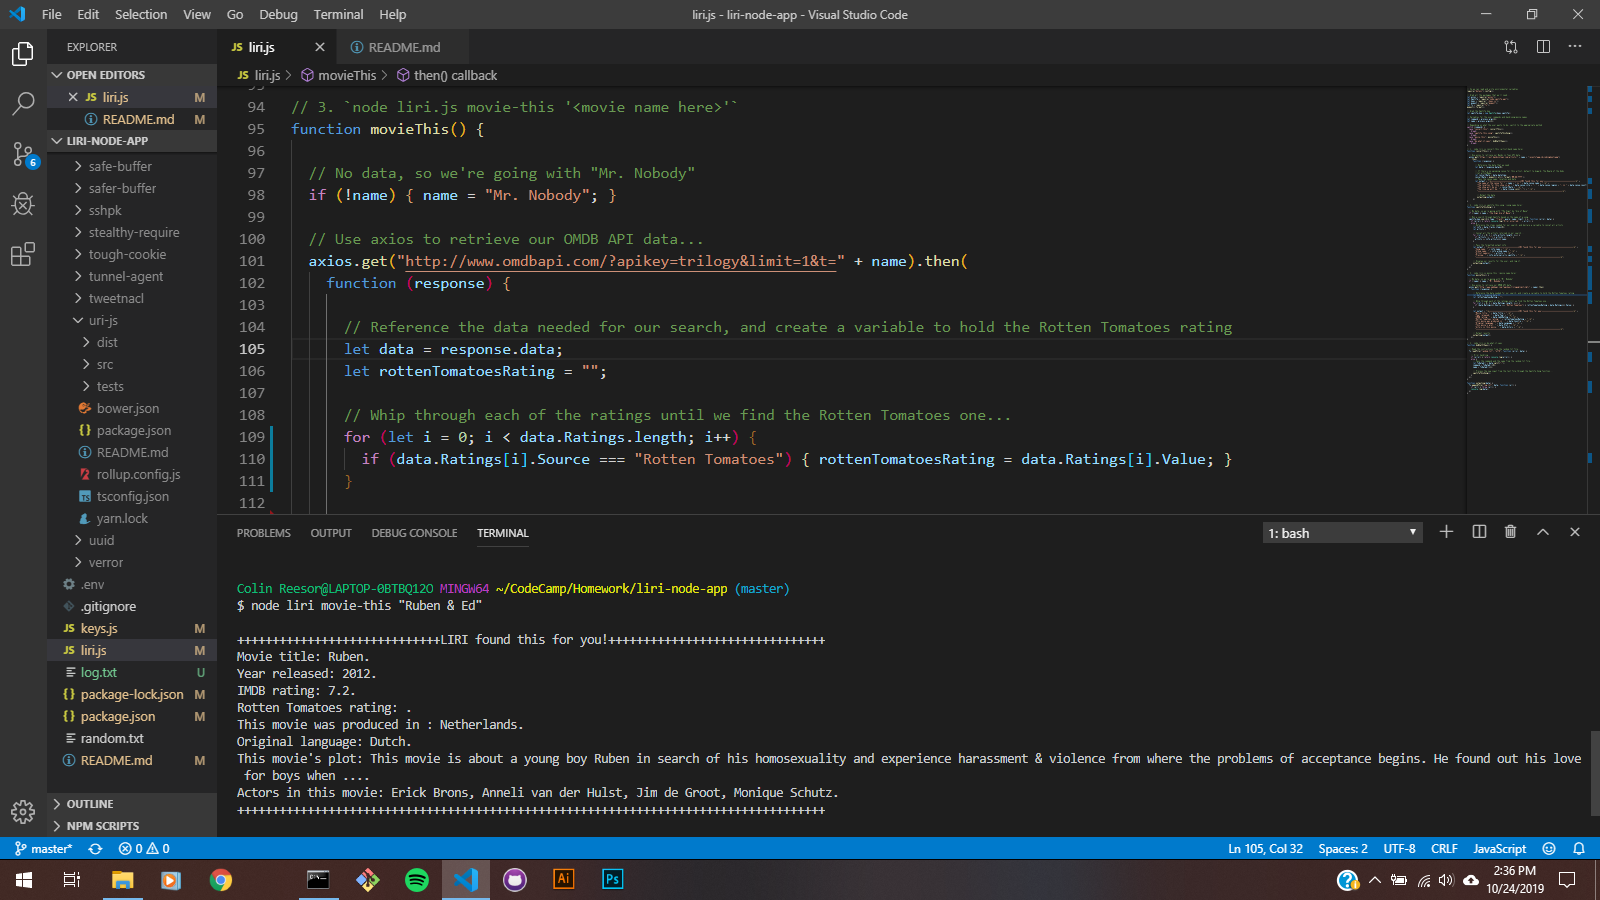 File Edit Selection View Go Debug Terminal Help
liri.js - liri-node-app - Visual Studio Code
EXPLORER
OPEN EDITORS
JS liri.js M
README.md M
LIRI-NODE-APP
safe-buffer
safer-buffer
sshpk
stealthy-require
tough-cookie
tunnel-agent
tweetnacl
uri-js
dist
src
tests
bower.json
{} package.json
README.md
rollup.config.js
TS tsconfig.json
yarn.lock
uuid
verror
.env
.gitignore
JS keys.js M
JS liri.js M
log.txt U
{} package-lock.json M
{} package.json M
random.txt
README.md M
OUTLINE
NPM SCRIPTS
6
JS liri.js
README.md
JS liri.js > movieThis > then() callback
93
94 // 3. `node liri.js movie-this '<movie name here>'`
95 function movieThis() {
96
97 // No data, so we're going with "Mr. Nobody"
98 if (!name) { name = "Mr. Nobody"; }
99
100 // Use axios to retrieve our OMDB API data...
101 axios.get("http://www.omdbapi.com/?apikey=trilogy&limit=1&t=" + name).then(
102 function (response) {
103
104 // Reference the data needed for our search, and create a variable to hold the Rotten Tomatoes rating
105 let data = response.data;
106 let rottenTomatoesRating = "";
107
108 // Whip through each of the ratings until we find the Rotten Tomatoes one...
109 for (let i = 0; i < data.Ratings.length; i++) {
110 if (data.Ratings[i].Source === "Rotten Tomatoes") { rottenTomatoesRating = data.Ratings[i].Value; }
111 }
112
PROBLEMS OUTPUT DEBUG CONSOLE TERMINAL
1: bash
Colin Reesor@LAPTOP-0BTBQ12O MINGW64 ~/CodeCamp/Homework/liri-node-app (master)
$ node liri movie-this "Ruben & Ed"
+++++++++++++++++++++++++++++LIRI found this for you!+++++++++++++++++++++++++++++++
Movie title: Ruben.
Year released: 2012.
IMDB rating: 7.2.
Rotten Tomatoes rating: .
This movie was produced in : Netherlands.
Original language: Dutch.
This movie's plot: This movie is about a young boy Ruben in search of his homosexuality and experience harassment & violence from where the problems of acceptance begins. He found out his love
for boys when ....
Actors in this movie: Erick Brons, Anneli van der Hulst, Jim de Groot, Monique Schutz.
++++++++++++++++++++++++++++++++++++++++++++++++++++++++++++++++++++++++++++++++++++
master* 0 0
Ln 105, Col 32 Spaces: 2 UTF-8 CRLF JavaScript
Ai
Ps
2:36 PM
10/24/2019